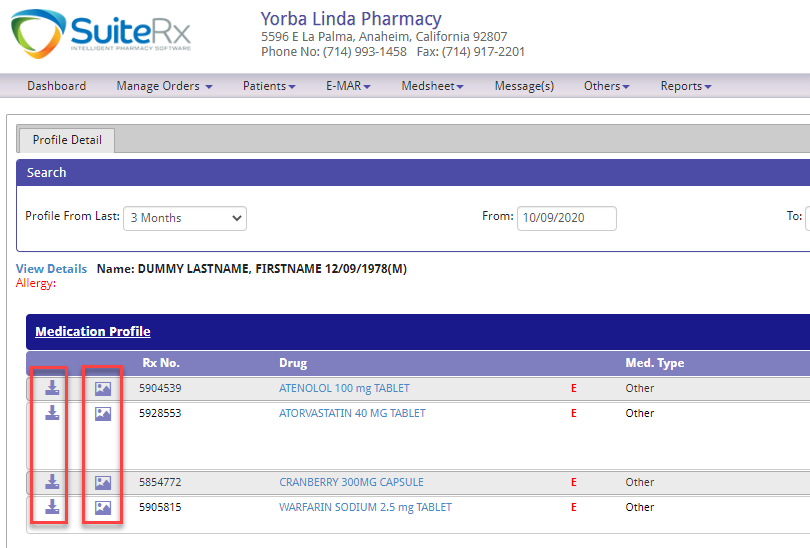 SuiteRx
INTELLIGENT PHARMACY SOFTWARE
Yorba Linda Pharmacy
5596 E La Palma, Anaheim, California 92807
Phone No: (714) 993-1458 Fax: (714) 917-2201
Dashboard Manage Orders Patients E-MAR Medsheet Message(s) Others Reports
Profile Detail
Search
Profile From Last: 3 Months From: 10/09/2020 To:
View Details Name: DUMMY LASTNAME, FIRSTNAME 12/09/1978(M)
Allergy:
Medication Profile
Rx No. Drug Med. Type
5904539 ATENOLOL 100 mg TABLET E Other
5928553 ATORVASTATIN 40 MG TABLET E Other
5854772 CRANBERRY 300MG CAPSULE E Other
5905815 WARFARIN SODIUM 2.5 mg TABLET E Other